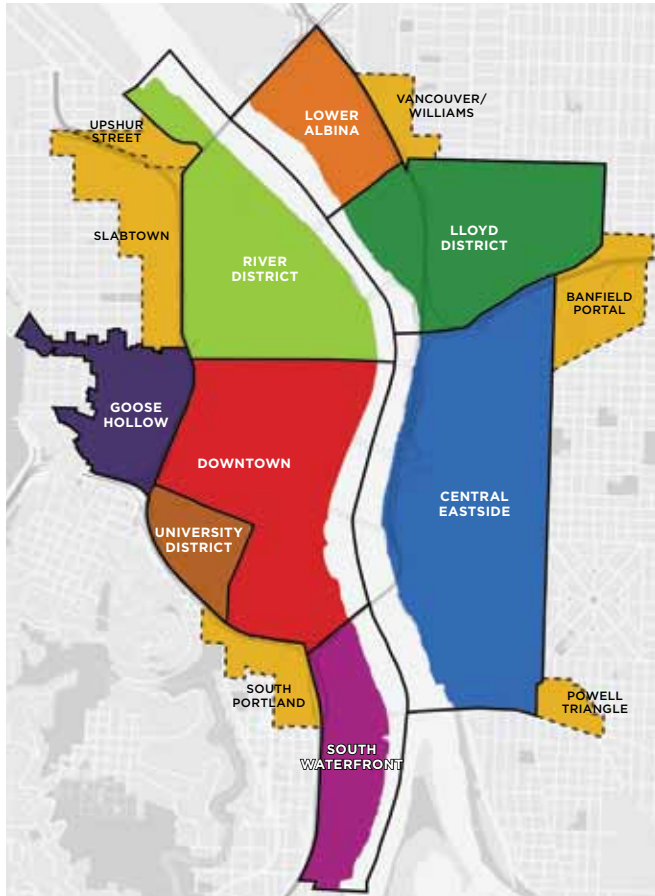 LOWER
ALBINA
VANCOUVER/
WILLIAMS
UPSHUR
STREET
SLABTOWN
RIVER
DISTRICT
LLOYD
DISTRICT
BANFIELD
PORTAL
GOOSE
HOLLOW
DOWNTOWN
CENTRAL
EASTSIDE
UNIVERSITY
DISTRICT
SOUTH
PORTLAND
POWELL
TRIANGLE
SOUTH
WATERFRONT